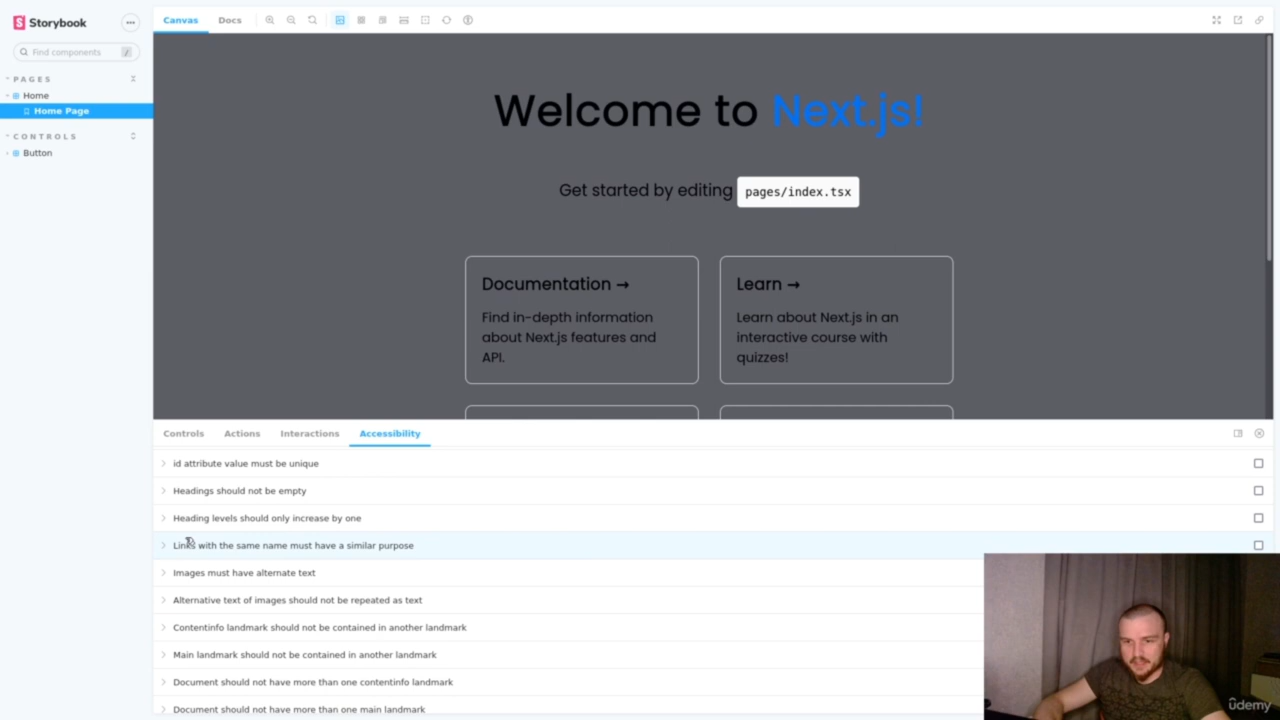 Storybook
Find components /
PAGES
Home
Home Page
CONTROLS
Button
Canvas Docs
Welcome to Next.js!
Get started by editing pages/index.tsx
Documentation →
Find in-depth information
about Next.js features and
API.
Learn →
Learn about Next.js in an
interactive course with
quizzes!
Controls Actions Interactions Accessibility
id attribute value must be unique
Headings should not be empty
Heading levels should only increase by one
Links with the same name must have a similar purpose
Images must have alternate text
Alternative text of images should not be repeated as text
Contentinfo landmark should not be contained in another landmark
Main landmark should not be contained in another landmark
Document should not have more than one contentinfo landmark
Document should not have more than one main landmark
ûdemy